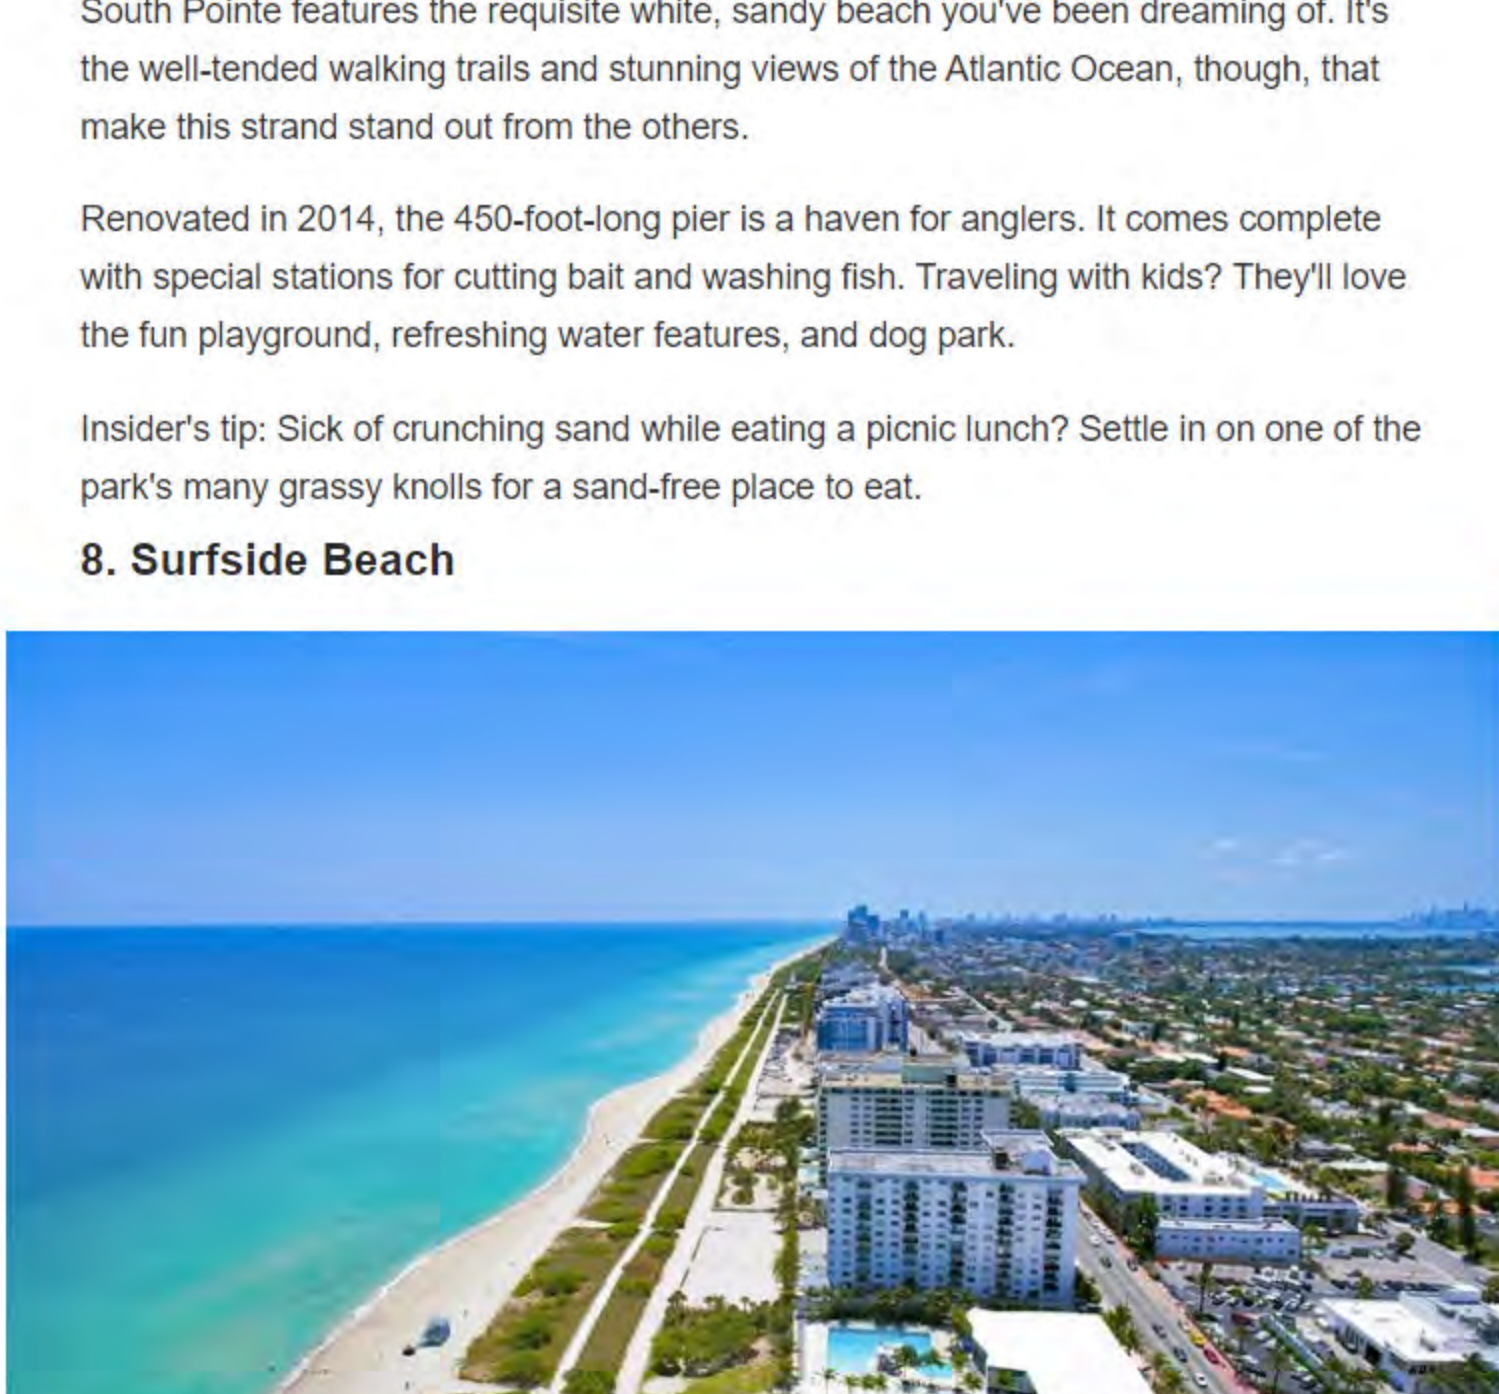 South Pointe features the requisite white, sandy beach you've been dreaming of. It's
the well-tended walking trails and stunning views of the Atlantic Ocean, though, that
make this strand stand out from the others.
Renovated in 2014, the 450-foot-long pier is a haven for anglers. It comes complete
with special stations for cutting bait and washing fish. Traveling with kids? They'll love
the fun playground, refreshing water features, and dog park.
Insider's tip: Sick of crunching sand while eating a picnic lunch? Settle in on one of the
park's many grassy knolls for a sand-free place to eat.
8. Surfside Beach